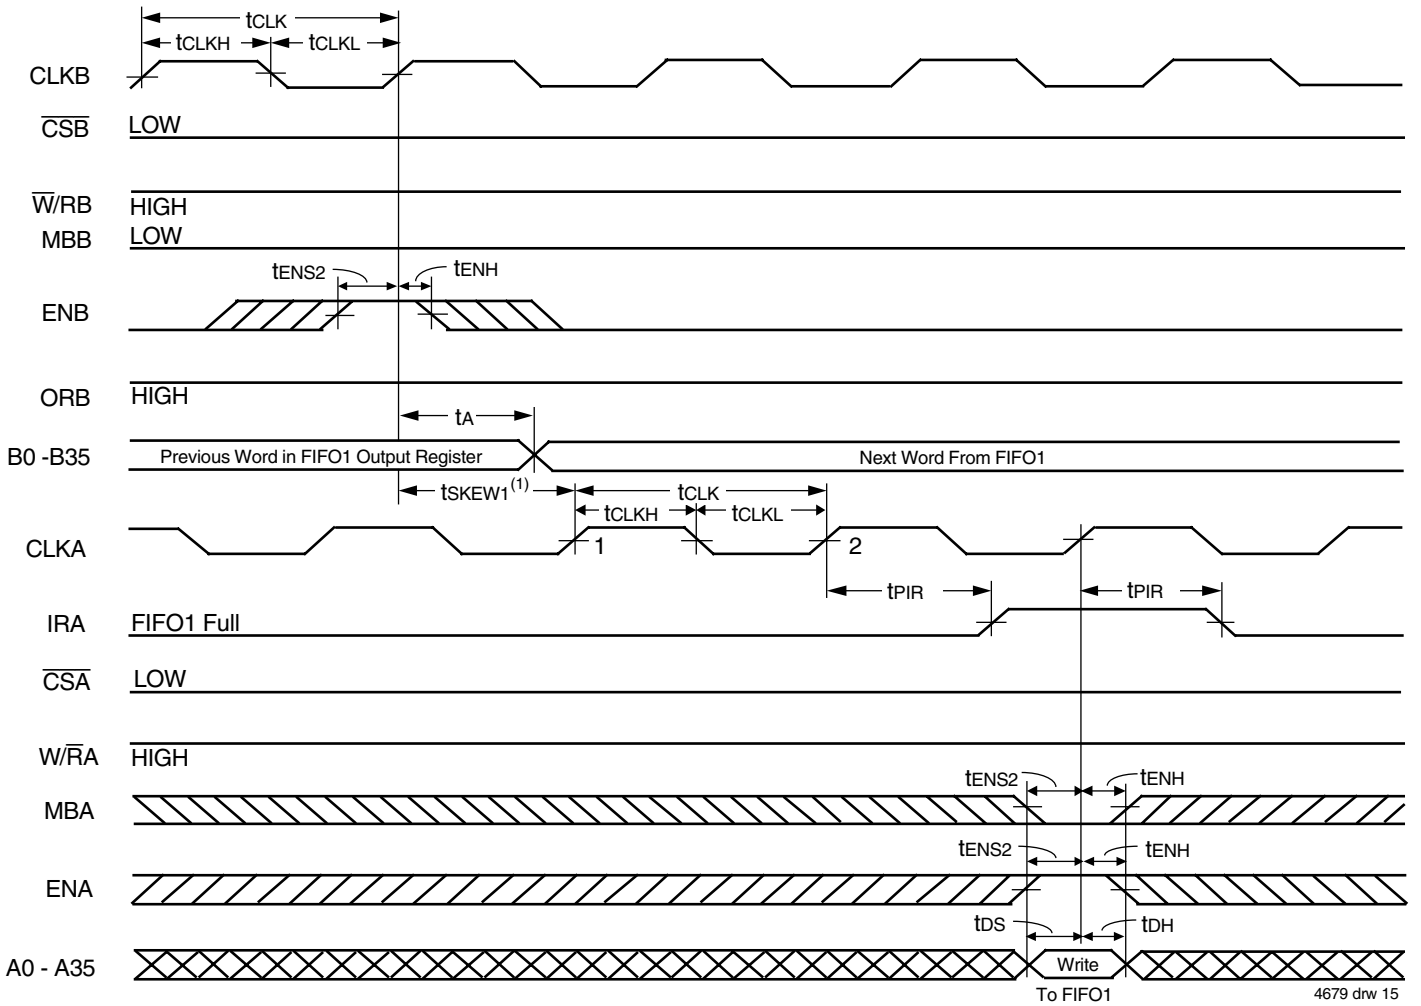 tCLK
tCLKH tCLKL
CLKB
CSB LOW
W/RB HIGH
MBB LOW
tENS2 tENH
ENB
ORB HIGH
tA
B0 -B35 Previous Word in FIFO1 Output Register Next Word From FIFO1
tSKEW1(1) tCLK
tCLKH tCLKL
CLKA 1 2
tPIR tPIR
IRA FIFO1 Full
CSA LOW
W/RA HIGH
tENS2 tENH
MBA
tENS2 tENH
ENA
tDS tDH
A0 - A35 Write
To FIFO1 4679 drw 15